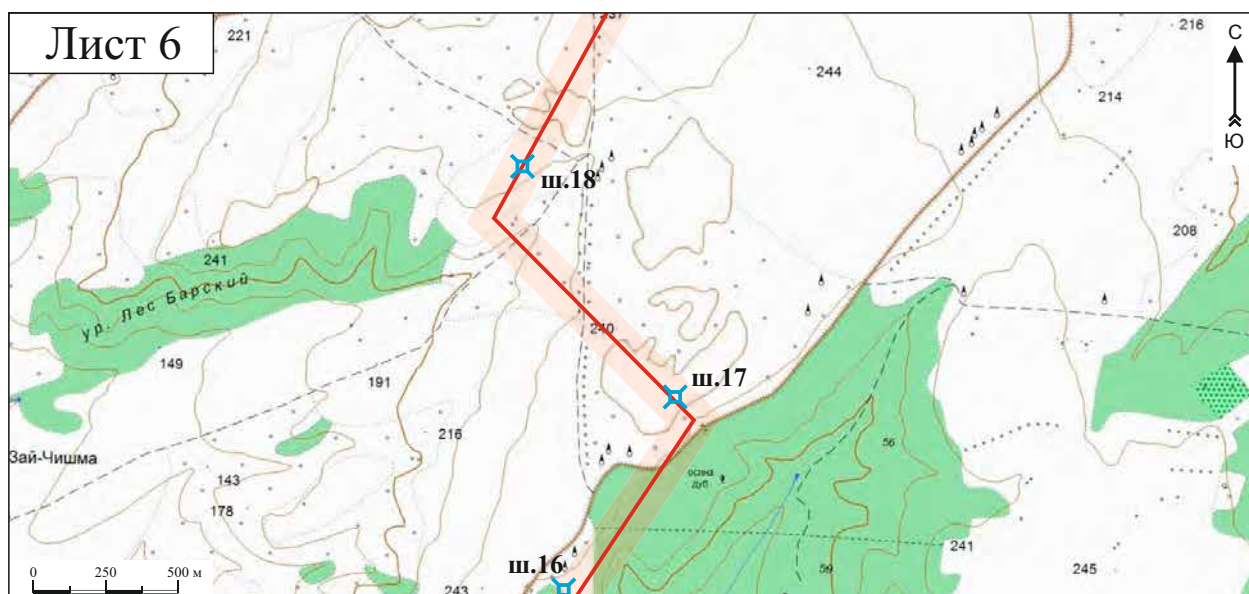 Лист 6
221
237
216
С
Ю
244
214
ш.18
208
241
ур. Лес Барский
240
149
191
ш.17
216
56
Зай-Чишма
143
осина
дуб
178
241
ш.16
59
245
243
0 250 500 м